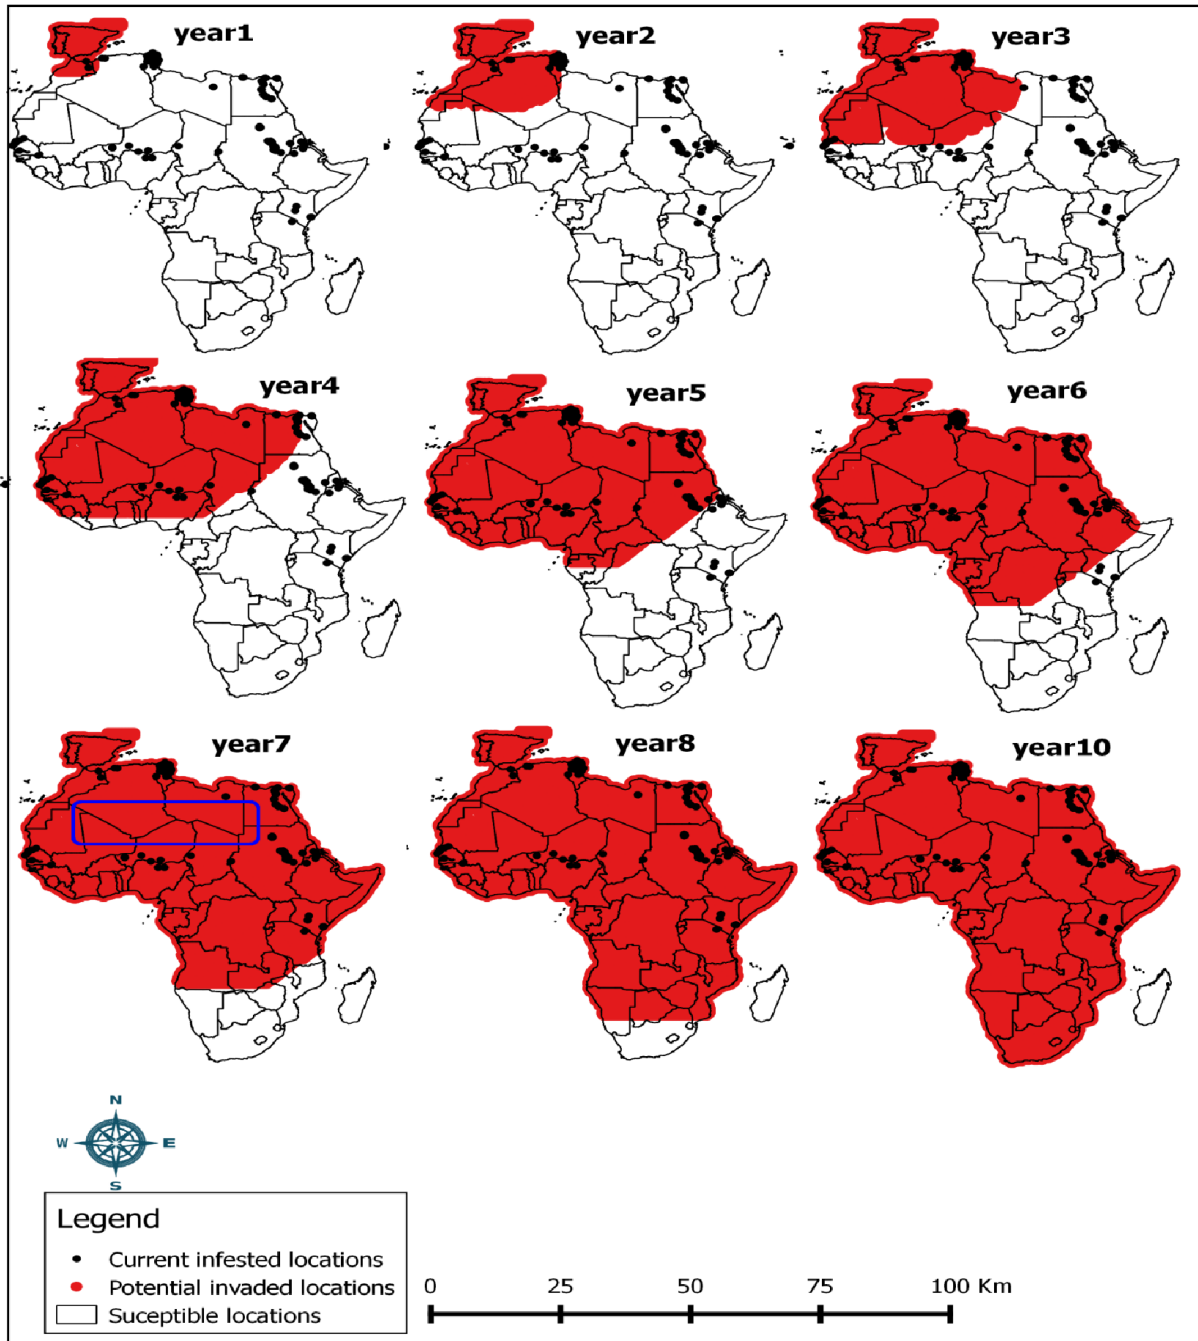 year1
year2
year3
year4
year5
year6
year7
year8
year10
N
W E
S
Legend
Current infested locations
Potential invaded locations
Suceptible locations
0 25 50 75 100 Km